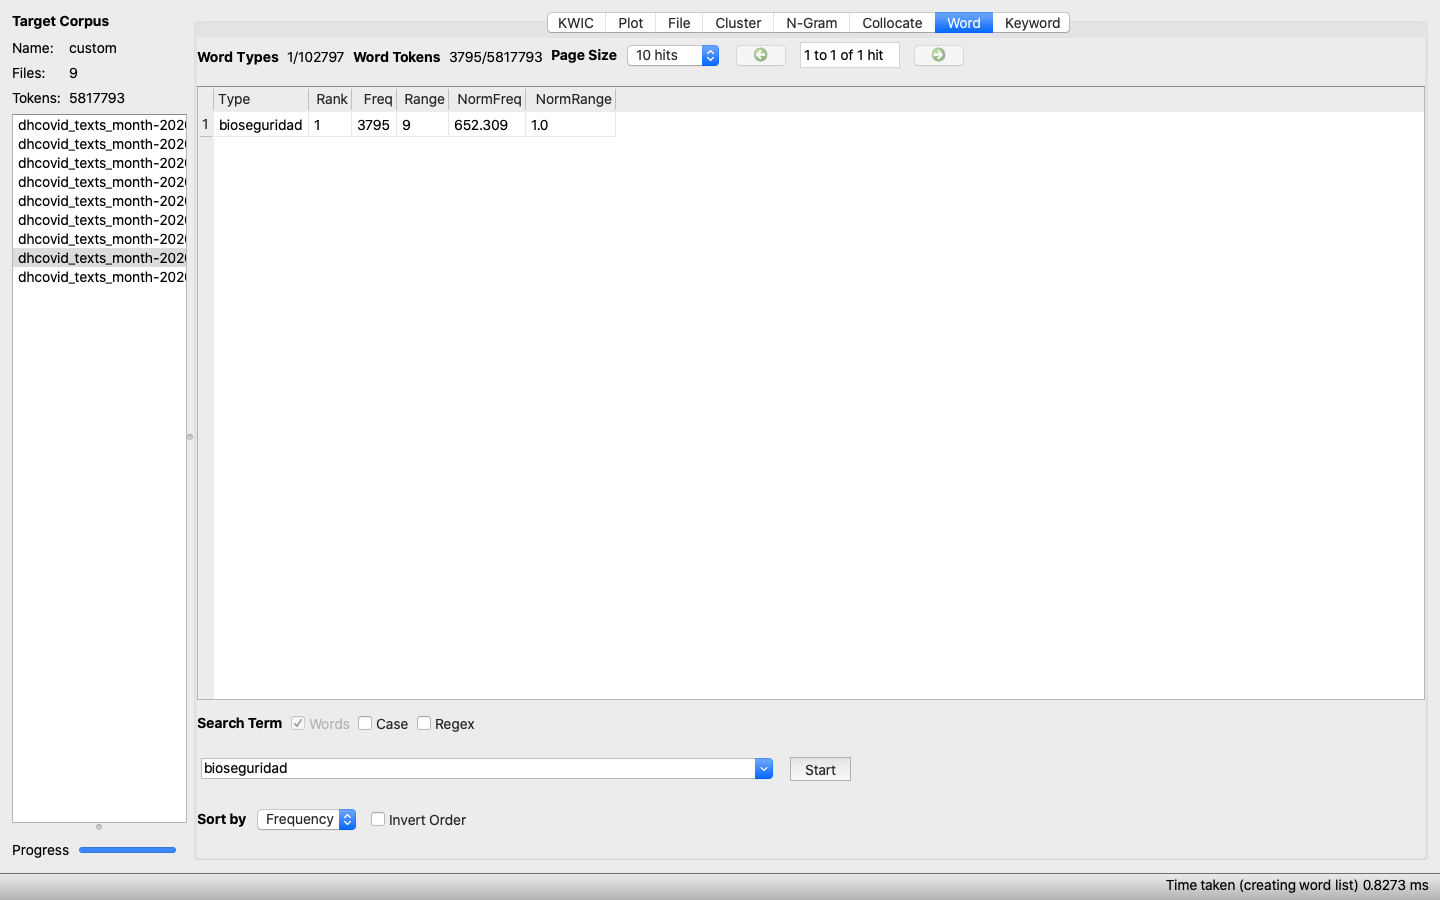 Target Corpus
Name: custom
Files: 9
Tokens: 5817793
dhcovid_texts_month-202
dhcovid_texts_month-202
dhcovid_texts_month-202
dhcovid_texts_month-202
dhcovid_texts_month-202
dhcovid_texts_month-202
dhcovid_texts_month-202
dhcovid_texts_month-202
dhcovid_texts_month-202
Progress
KWIC Plot File Cluster N-Gram Collocate Word Keyword
Word Types 1/102797 Word Tokens 3795/5817793 Page Size 10 hits 1 to 1 of 1 hit
Type Rank Freq Range NormFreq NormRange
1 bioseguridad 1 3795 9 652.309 1.0
Search Term Words Case Regex
bioseguridad Start
Sort by Frequency Invert Order
Time taken (creating word list) 0.8273 ms